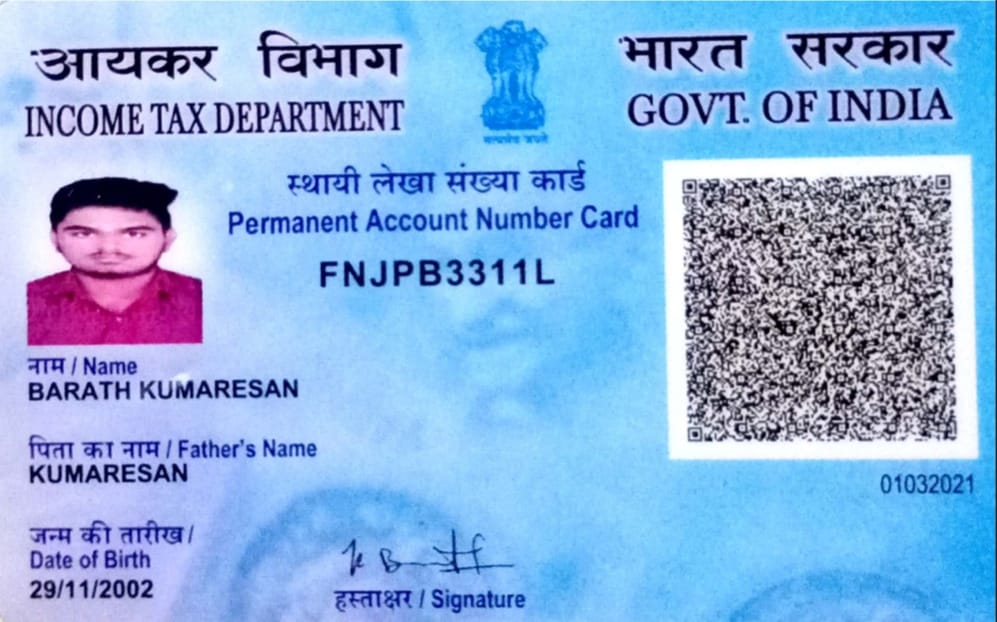 आयकर विभाग
INCOME TAX DEPARTMENT
सत्यमेव जयते
भारत सरकार
GOVT. OF INDIA
स्थायी लेखा संख्या कार्ड
Permanent Account Number Card
FNJPB3311L
नाम / Name
BARATH KUMARESAN
पिता का नाम / Father's Name
KUMARESAN
01032021
जन्म की तारीख /
Date of Birth
29/11/2002
हस्ताक्षर / Signature